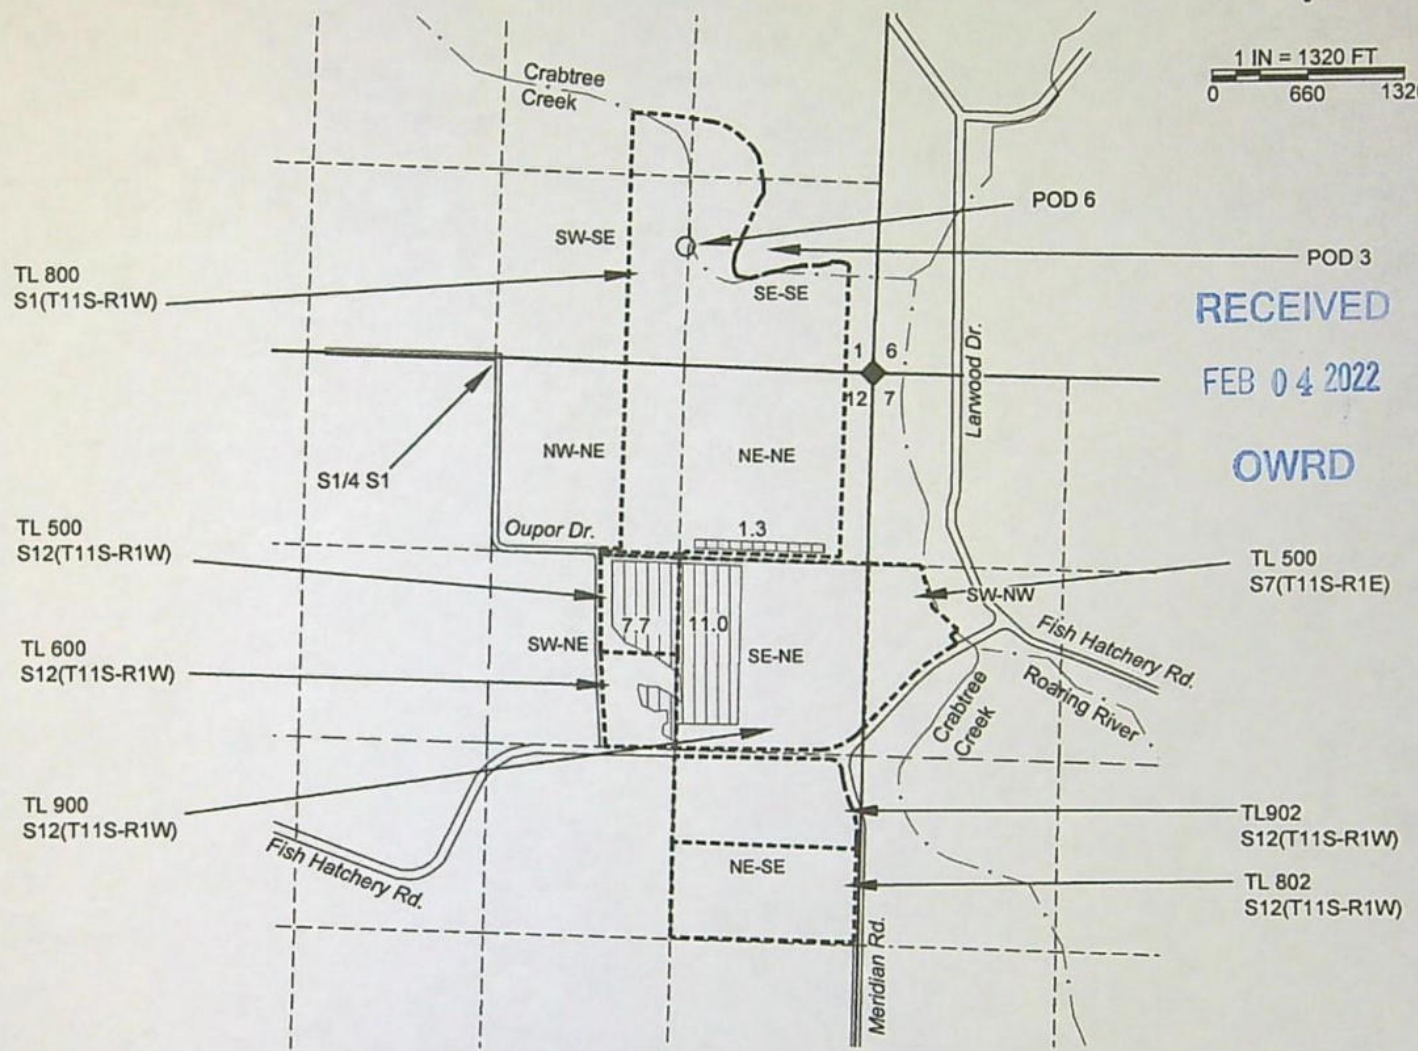 1 IN = 1320 FT
0 660 1320
Crabtree
Creek
POD 6
SW-SE
POD 3
TL 800
S1(T11S-R1W)
SE-SE
RECEIVED
FEB 04 2022
OWRD
1 6
12 7
Larwood Dr.
NW-NE
NE-NE
S1/4 S1
TL 500
S12(T11S-R1W)
Oupor Dr.
1.3
TL 500
S7(T11S-R1E)
SW-NW
7.7
11.0
Fish Hatchery Rd.
TL 600
S12(T11S-R1W)
SW-NE
SE-NE
Roaring River
Crabtree
Creek
TL 900
S12(T11S-R1W)
TL902
S12(T11S-R1W)
Fish Hatchery Rd.
NE-SE
TL 802
S12(T11S-R1W)
Meridian Rd.